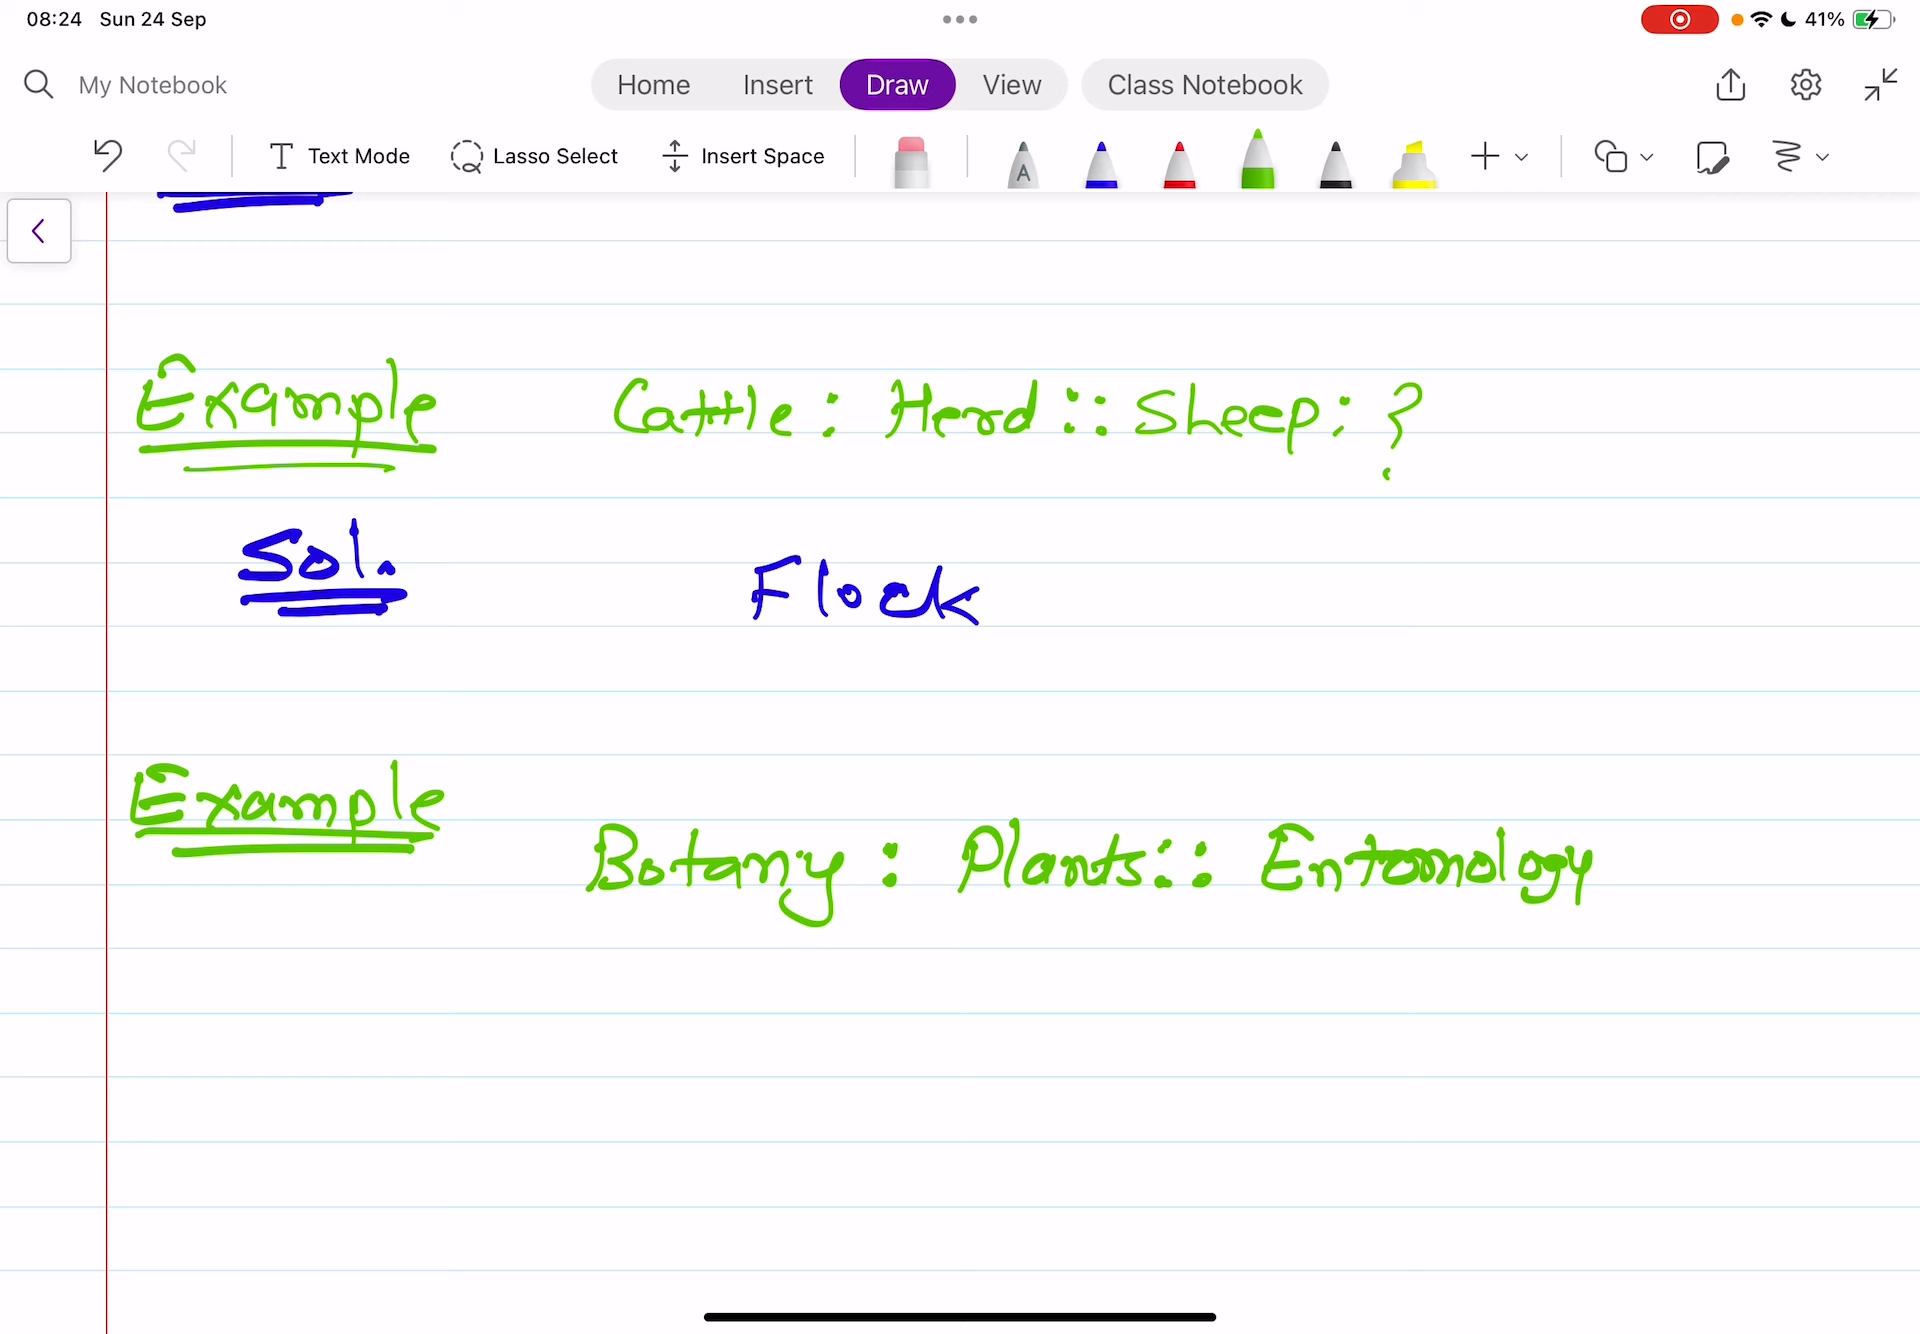 08:24 Sun 24 Sep
41%
My Notebook
Home Insert Draw View Class Notebook
Text Mode Lasso Select Insert Space
A
Example Cattle : Herd :: Sheep : ?
Sol. Flock
Example
Botany : Plants :: Entomology